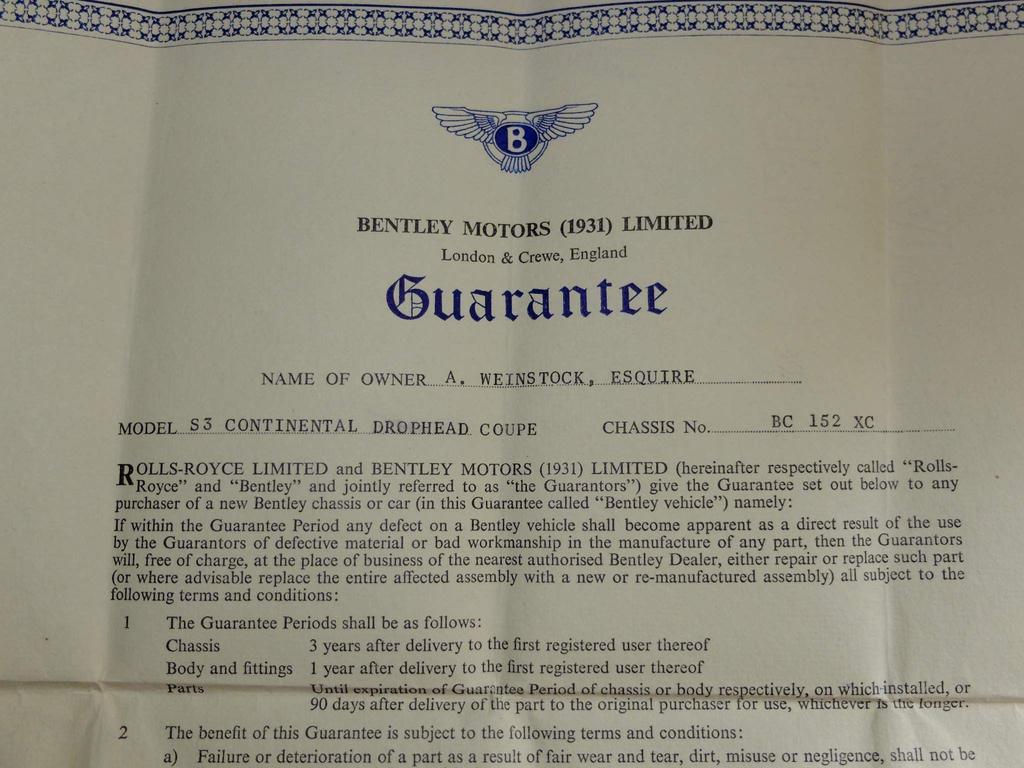 B
BENTLEY MOTORS (1931) LIMITED
London & Crewe, England
Guarantee
NAME OF OWNER A. WEINSTOCK, ESQUIRE
MODEL S3 CONTINENTAL DROPHEAD COUPE CHASSIS No. BC 152 XC
ROLLS-ROYCE LIMITED and BENTLEY MOTORS (1931) LIMITED (hereinafter respectively called "Rolls-
Royce" and "Bentley" and jointly referred to as "the Guarantors") give the Guarantee set out below to any
purchaser of a new Bentley chassis or car (in this Guarantee called "Bentley vehicle") namely:
If within the Guarantee Period any defect on a Bentley vehicle shall become apparent as a direct result of the use
by the Guarantors of defective material or bad workmanship in the manufacture of any part, then the Guarantors
will, free of charge, at the place of business of the nearest authorised Bentley Dealer, either repair or replace such part
(or where advisable replace the entire affected assembly with a new or re-manufactured assembly) all subject to the
following terms and conditions:
1 The Guarantee Periods shall be as follows:
Chassis 3 years after delivery to the first registered user thereof
Body and fittings 1 year after delivery to the first registered user thereof
Parts Until expiration of Guarantee Period of chassis or body respectively, on which installed, or
90 days after delivery of the part to the original purchaser for use, whichever is the longer.
2 The benefit of this Guarantee is subject to the following terms and conditions:
a) Failure or deterioration of a part as a result of fair wear and tear, dirt, misuse or negligence, shall not be